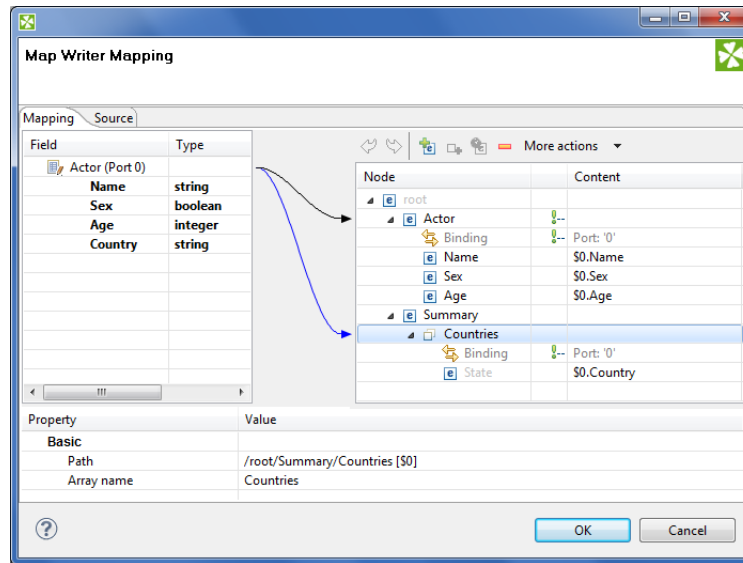 Map Writer Mapping
Mapping Source
Field Type
Actor (Port 0)
Name string
Sex boolean
Age integer
Country string
More actions
Node Content
e root
e Actor
Binding Port: '0'
e Name $0.Name
e Sex $0.Sex
e Age $0.Age
e Summary
Countries
Binding Port: '0'
e State $0.Country
Property Value
Basic
Path /root/Summary/Countries [$0]
Array name Countries
? OK Cancel